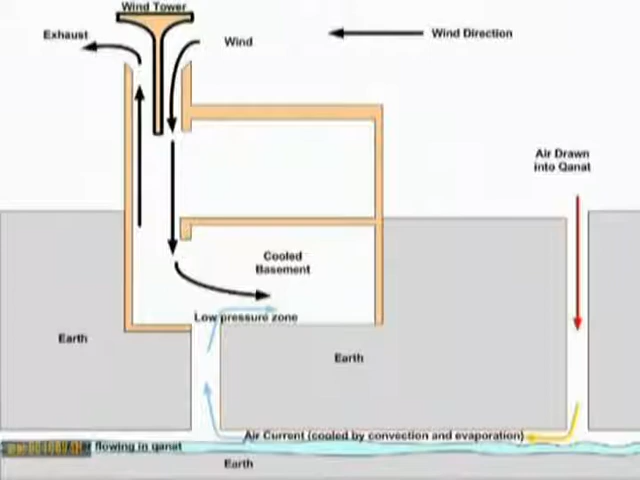 Wind Tower
Exhaust
Wind
Wind Direction
Air Drawn
into Qanat
Cooled
Basement
Low pressure zone
Earth
Earth
Air Current (cooled by convection and evaporation)
flowing in qanat
Earth